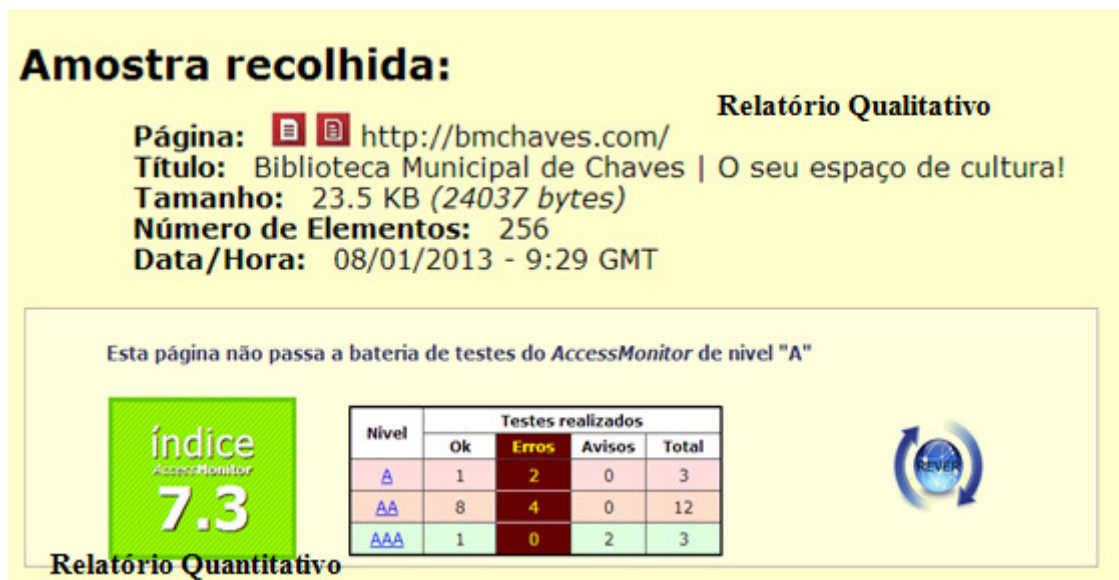 Amostra recolhida:
Relatório Qualitativo
Página: http://bmchaves.com/
Título: Biblioteca Municipal de Chaves | O seu espaço de cultura!
Tamanho: 23.5 KB (24037 bytes)
Número de Elementos: 256
Data/Hora: 08/01/2013 - 9:29 GMT
Esta página não passa a bateria de testes do AccessMonitor de nivel "A"
índice
AccessMonitor
7.3
Nivel Testes realizados
Ok Erros Avisos Total
A 1 2 0 3
AA 8 4 0 12
AAA 1 0 2 3
REVER
Relatório Quantitativo